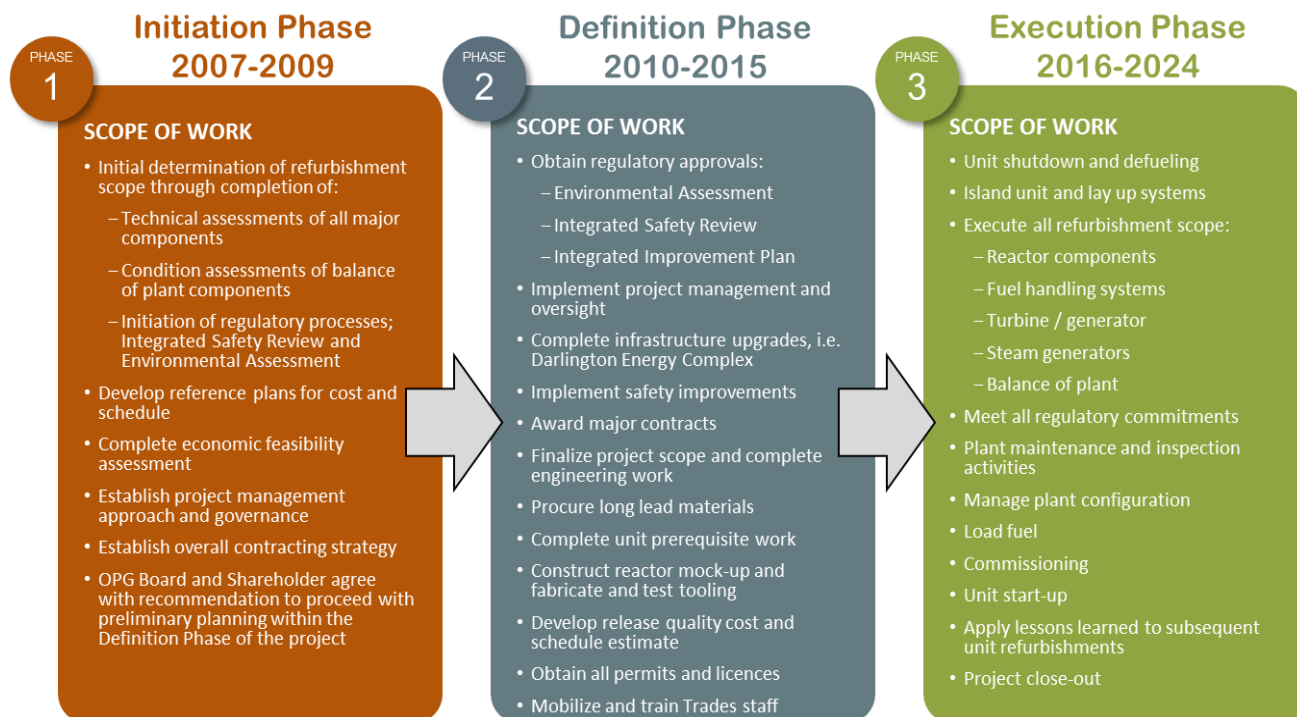 Initiation Phase
2007-2009
PHASE
1
SCOPE OF WORK
• Initial determination of refurbishment
scope through completion of:
– Technical assessments of all major
components
– Condition assessments of balance
of plant components
– Initiation of regulatory processes;
Integrated Safety Review and
Environmental Assessment
• Develop reference plans for cost and
schedule
• Complete economic feasibility
assessment
• Establish project management
approach and governance
• Establish overall contracting strategy
• OPG Board and Shareholder agree
with recommendation to proceed with
preliminary planning within the
Definition Phase of the project
Definition Phase
2010-2015
PHASE
2
SCOPE OF WORK
• Obtain regulatory approvals:
– Environmental Assessment
– Integrated Safety Review
– Integrated Improvement Plan
• Implement project management and
oversight
• Complete infrastructure upgrades, i.e.
Darlington Energy Complex
• Implement safety improvements
• Award major contracts
• Finalize project scope and complete
engineering work
• Procure long lead materials
• Complete unit prerequisite work
• Construct reactor mock-up and
fabricate and test tooling
• Develop release quality cost and
schedule estimate
• Obtain all permits and licences
• Mobilize and train Trades staff
Execution Phase
2016-2024
PHASE
3
SCOPE OF WORK
• Unit shutdown and defueling
• Island unit and lay up systems
• Execute all refurbishment scope:
– Reactor components
– Fuel handling systems
– Turbine / generator
– Steam generators
– Balance of plant
• Meet all regulatory commitments
• Plant maintenance and inspection
activities
• Manage plant configuration
• Load fuel
• Commissioning
• Unit start-up
• Apply lessons learned to subsequent
unit refurbishments
• Project close-out